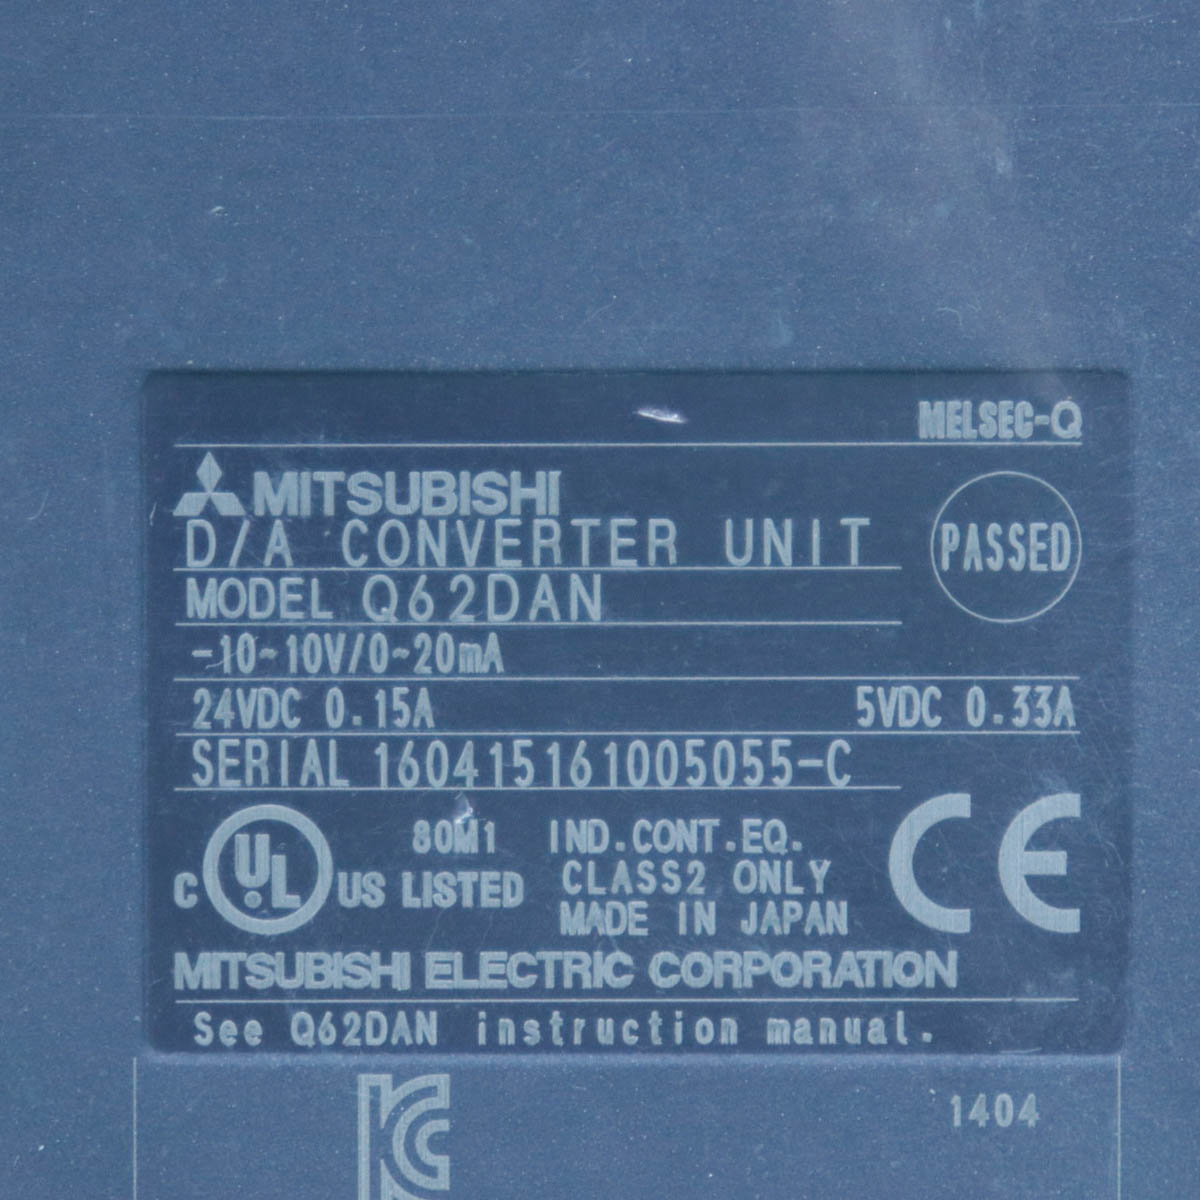 MELSEC-Q
MITSUBISHI
D/A CONVERTER UNIT
PASSED
MODEL Q62DAN
-10~10V/0~20mA
24VDC 0.15A 5VDC 0.33A
SERIAL 160415161005055-C
C UL US LISTED 80M1 IND.CONT.EQ.
CLASS2 ONLY
MADE IN JAPAN
CE
MITSUBISHI ELECTRIC CORPORATION
See Q62DAN instruction manual.
KC
1404